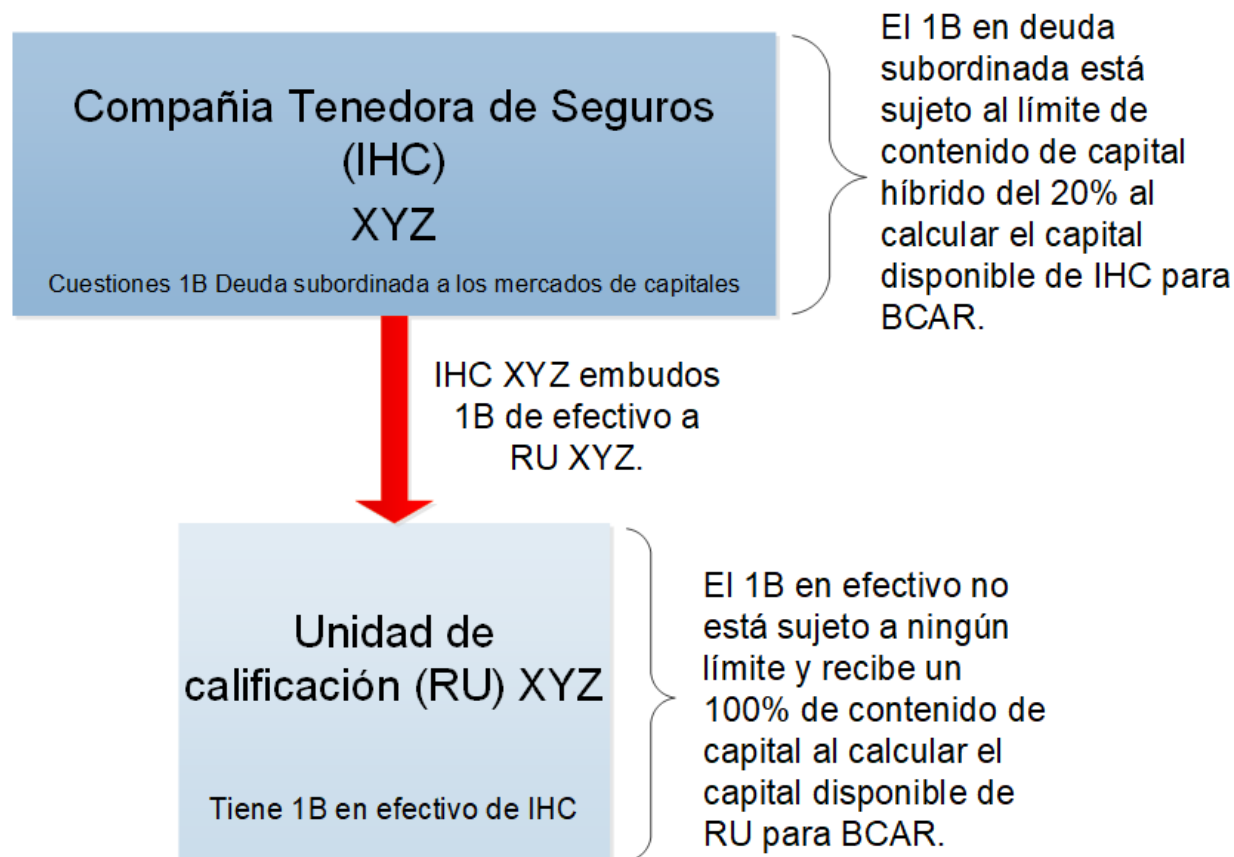 Compañia Tenedora de Seguros
(IHC)
XYZ
Cuestiones 1B Deuda subordinada a los mercados de capitales
El 1B en deuda
subordinada está
sujeto al límite de
contenido de capital
híbrido del 20% al
calcular el capital
disponible de IHC para
BCAR.
IHC XYZ embudos
1B de efectivo a
RU XYZ.
Unidad de
calificación (RU) XYZ
Tiene 1B en efectivo de IHC
El 1B en efectivo no
está sujeto a ningún
límite y recibe un
100% de contenido de
capital al calcular el
capital disponible de
RU para BCAR.